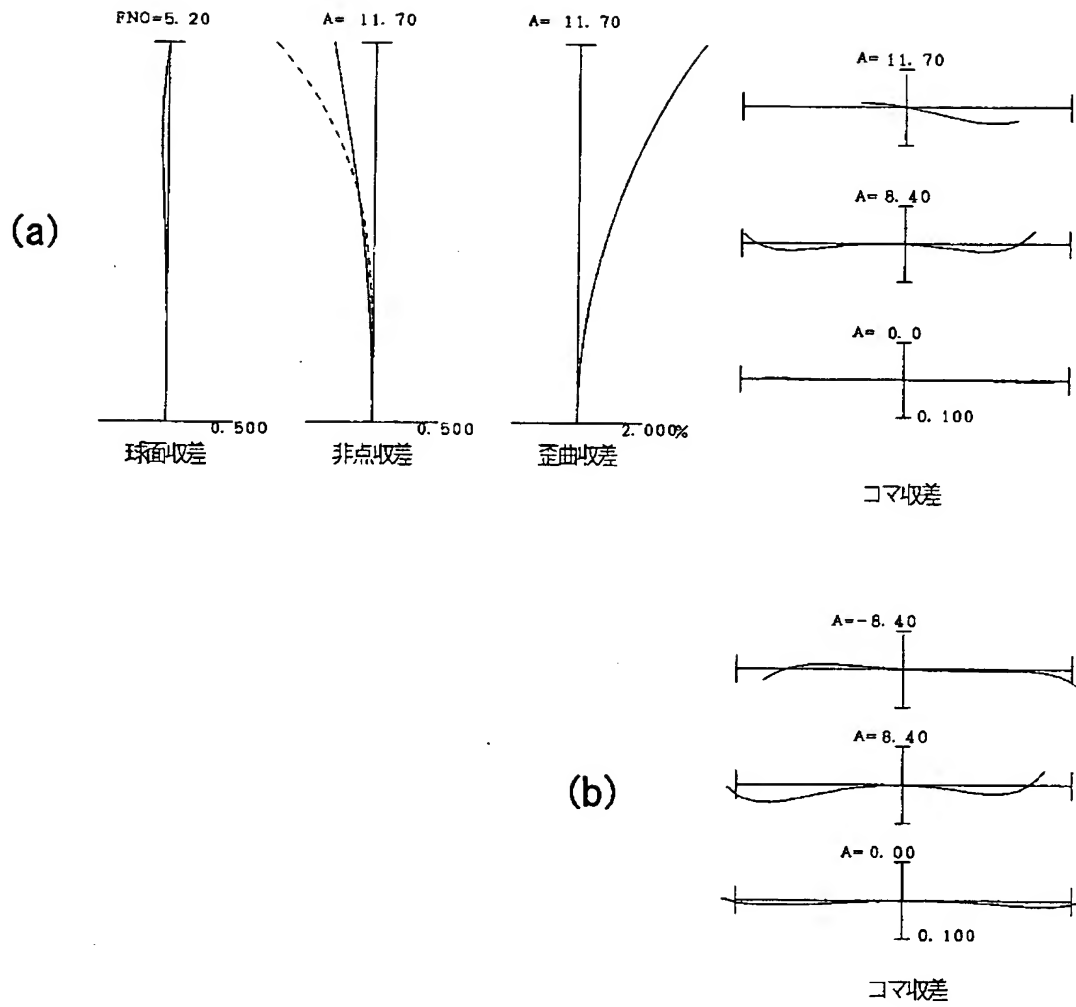 FNO=5.20
A= 11.70
A= 11.70
A= 11.70
A=8.40
A= 0.0
0.100
(a)
0.500
0.500
2.000%
球面収差
非点収差
歪曲収差
コマ収差
A=-8.40
A=8.40
(b)
A=0.00
0.100
コマ収差